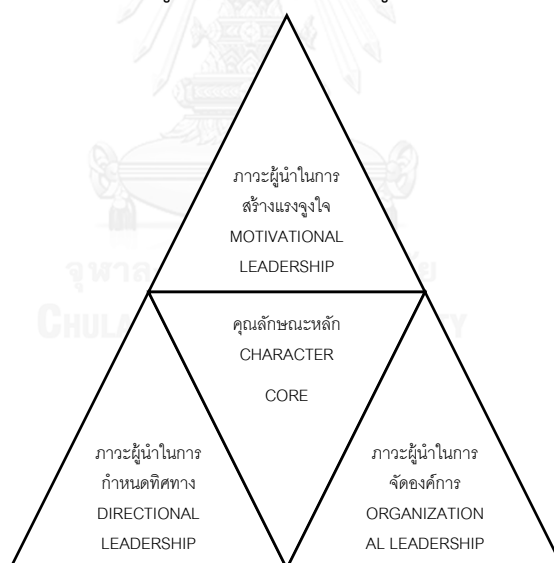 ภาวะผู้นำในการ
สร้างแรงจูงใจ
MOTIVATIONAL
LEADERSHIP
คุณลักษณะหลัก
CHARACTER
CORE
ภาวะผู้นำในการ
กำหนดทิศทาง
DIRECTIONAL
LEADERSHIP
ภาวะผู้นำในการ
จัดองค์การ
ORGANIZATION
AL LEADERSHIP